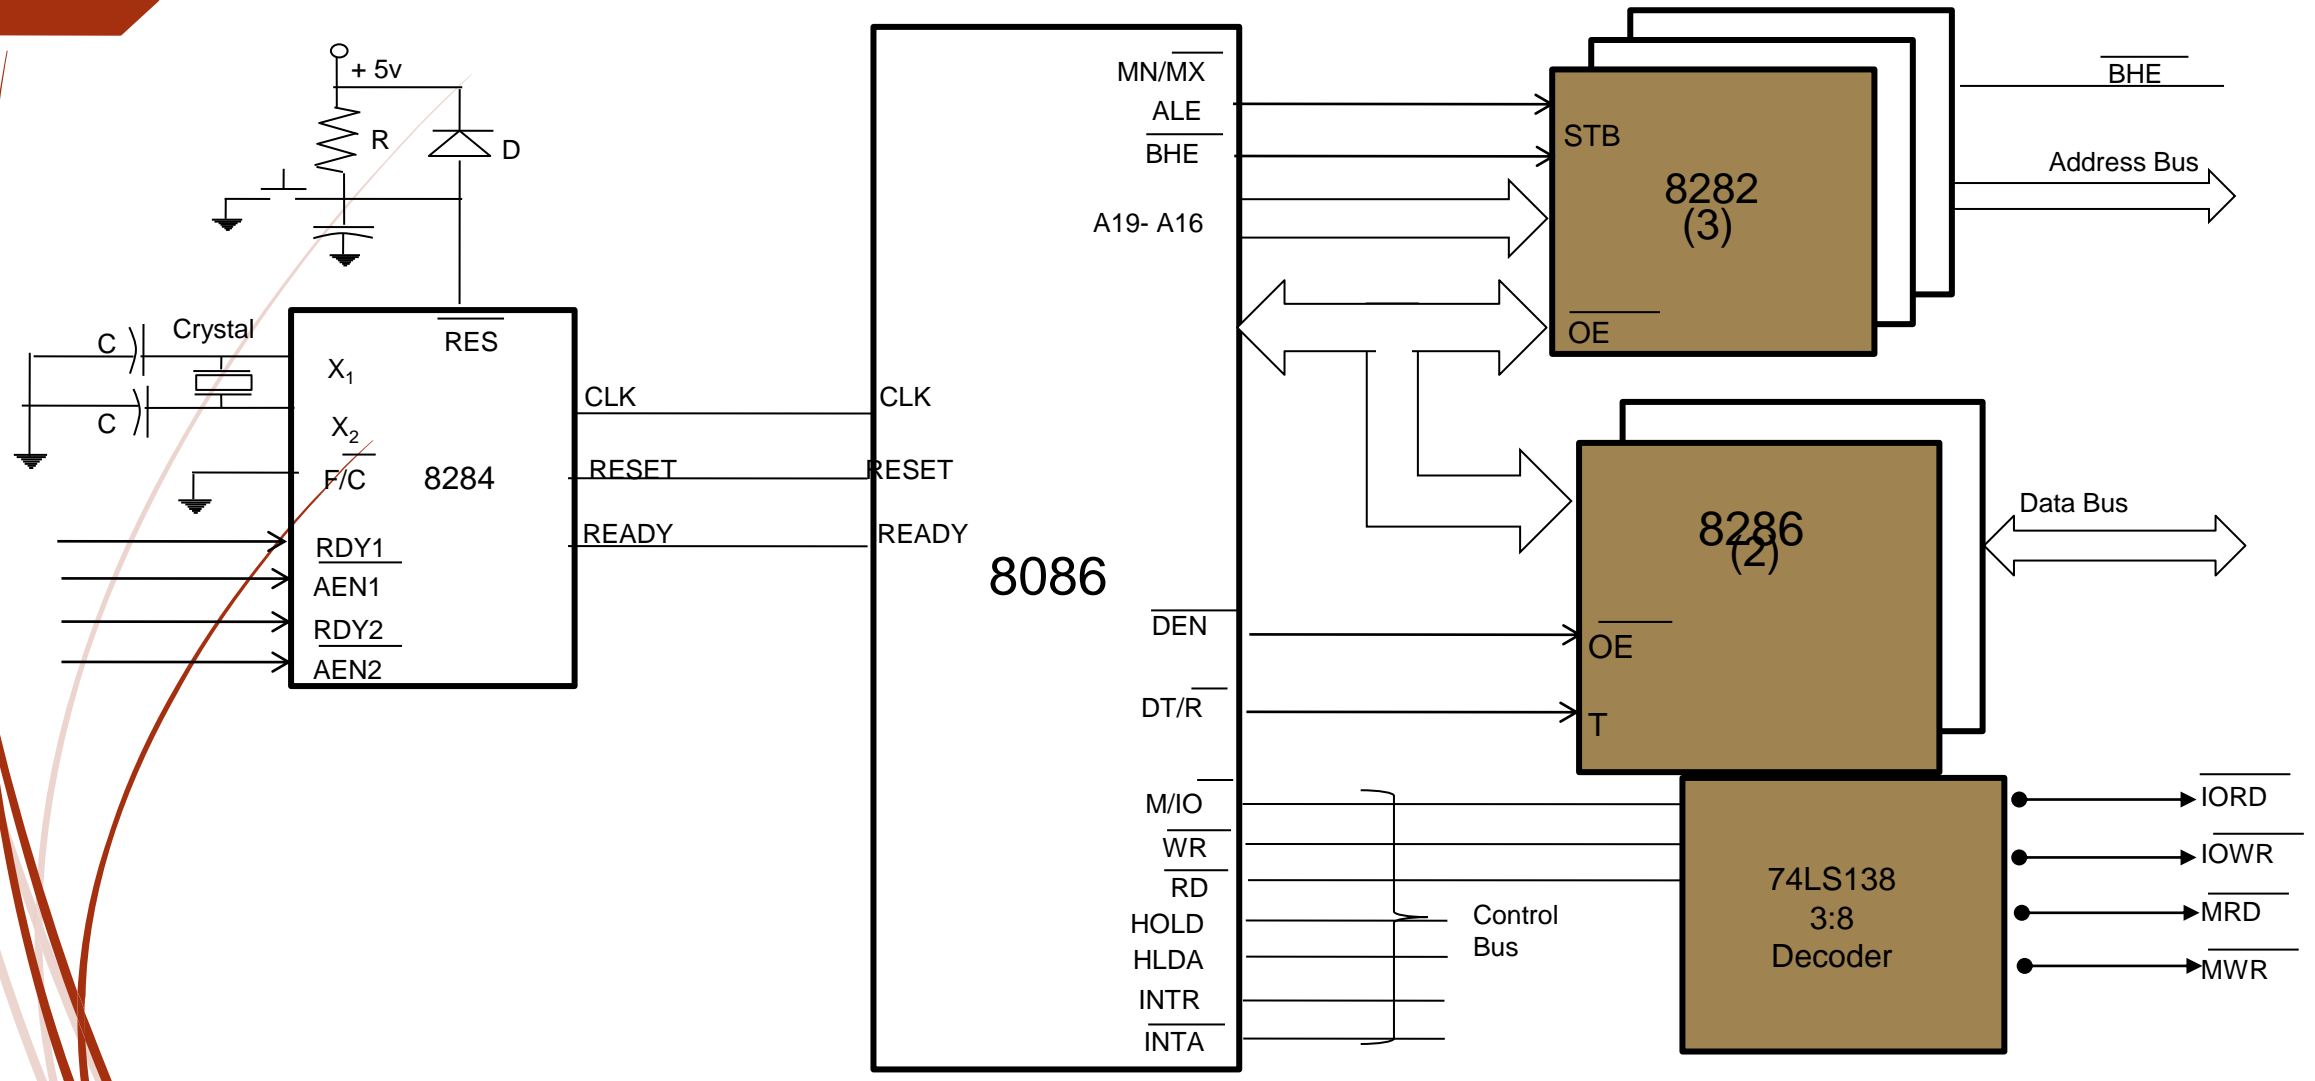 + 5v
R
D
C
Crystal
C
RES
X1
X2
F/C
8284
RDY1
AEN1
RDY2
AEN2
CLK
RESET
READY
CLK
RESET
READY
8086
MN/MX
ALE
BHE
A19- A16
DEN
DT/R
M/IO
WR
RD
HOLD
HLDA
INTR
INTA
Control
Bus
STB
8282
(3)
OE
BHE
Address Bus
8286
(2)
OE
T
Data Bus
74LS138
3:8
Decoder
IORD
IOWR
MRD
MWR